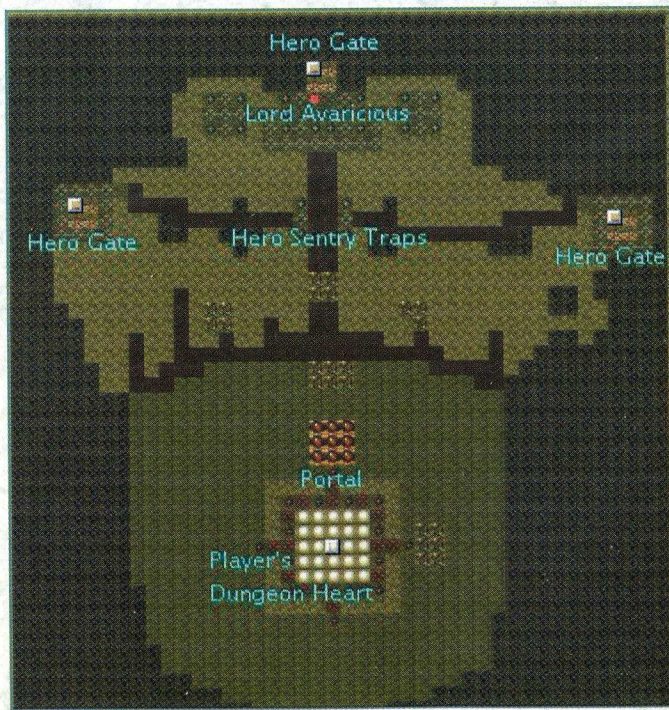 Hero Gate
Lord Avaricious
Hero Gate
Hero Sentry Traps
Hero Gate
Portal
Player's
Dungeon Heart